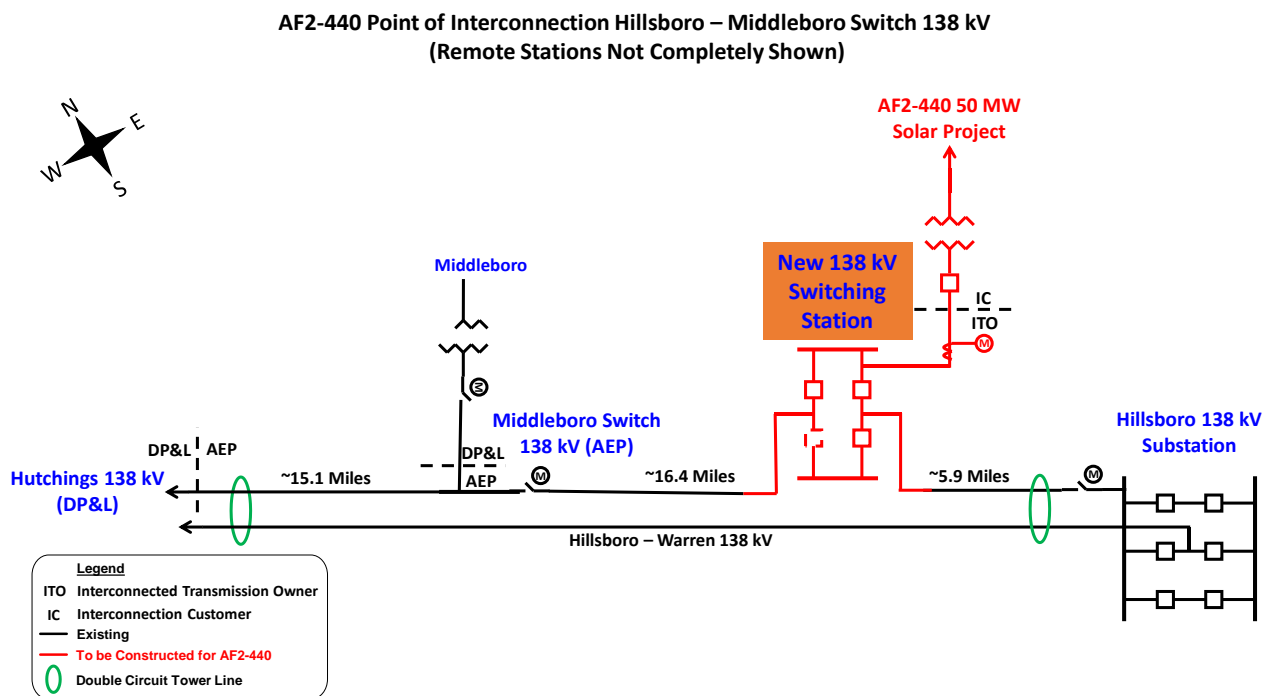 AF2-440 Point of Interconnection Hillsboro – Middleboro Switch 138 kV
(Remote Stations Not Completely Shown)
N
E
W
S
AF2-440 50 MW
Solar Project
Middleboro
New 138 kV
Switching
Station
IC
ITO
M
M
Middleboro Switch
138 kV (AEP)
Hillsboro 138 kV
Substation
DP&L
AEP
DP&L
AEP
M
M
Hutchings 138 kV
(DP&L)
~15.1 Miles
~16.4 Miles
~5.9 Miles
Hillsboro – Warren 138 kV
Legend
ITO Interconnected Transmission Owner
IC Interconnection Customer
Existing
To be Constructed for AF2-440
Double Circuit Tower Line